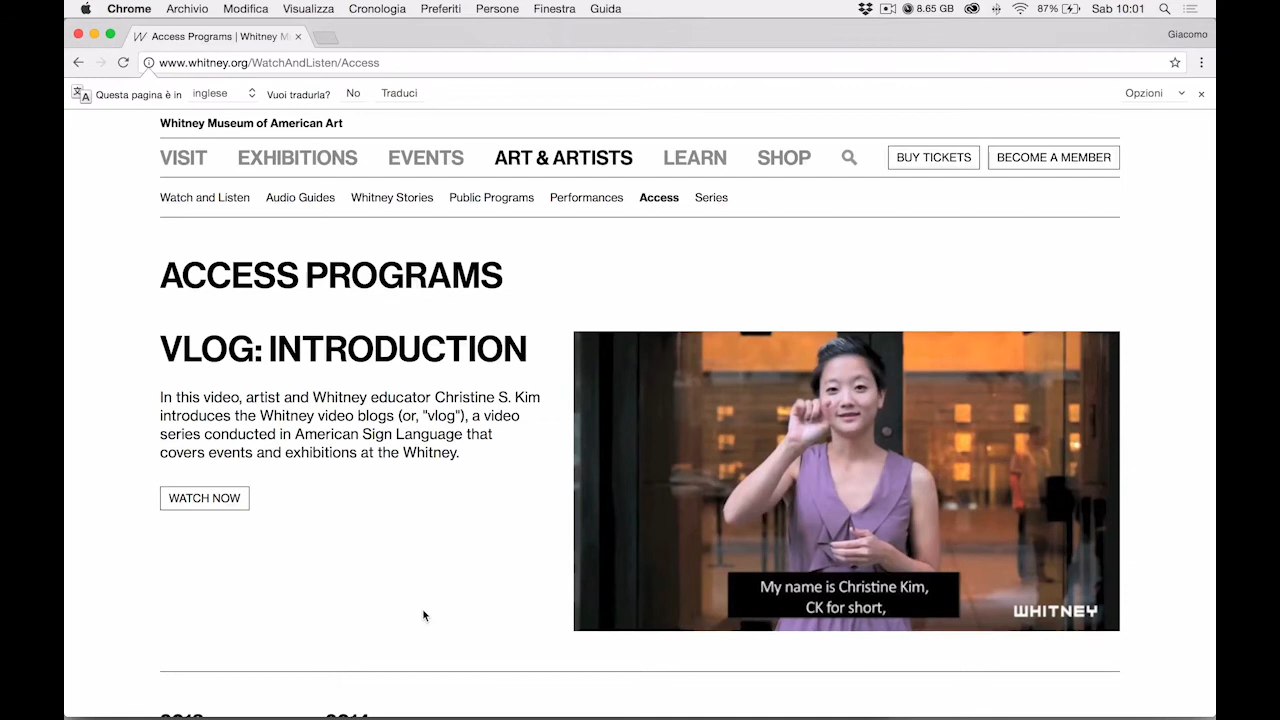 Chrome Archivio Modifica Visualizza Cronologia Preferiti Persone Finestra Guida 8.65 GB 87% Sab 10:01
Access Programs | Whitney M
Giacomo
www.whitney.org/WatchAndListen/Access
Questa pagina è in inglese Vuoi tradurla? No Traduci Opzioni
Whitney Museum of American Art
VISIT EXHIBITIONS EVENTS ART & ARTISTS LEARN SHOP BUY TICKETS BECOME A MEMBER
Watch and Listen Audio Guides Whitney Stories Public Programs Performances Access Series
ACCESS PROGRAMS
VLOG: INTRODUCTION
In this video, artist and Whitney educator Christine S. Kim
introduces the Whitney video blogs (or, "vlog"), a video
series conducted in American Sign Language that
covers events and exhibitions at the Whitney.
WATCH NOW
My name is Christine Kim,
CK for short,
WHITNEY